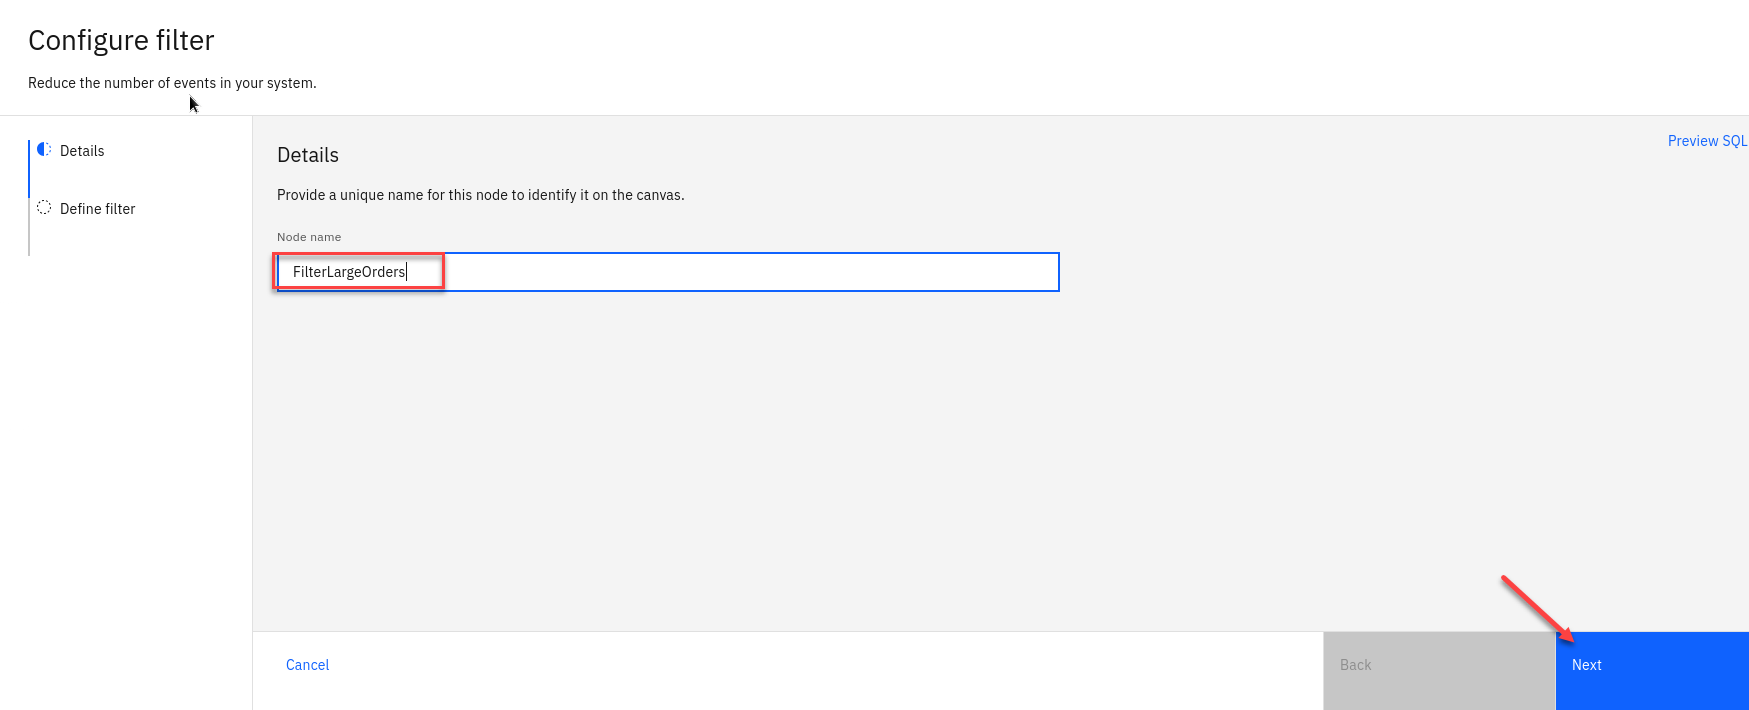 Configure filter
Reduce the number of events in your system.
Details
Define filter
Preview SQL
Details
Provide a unique name for this node to identify it on the canvas.
Node name
FilterLargeOrders
Cancel
Back
Next